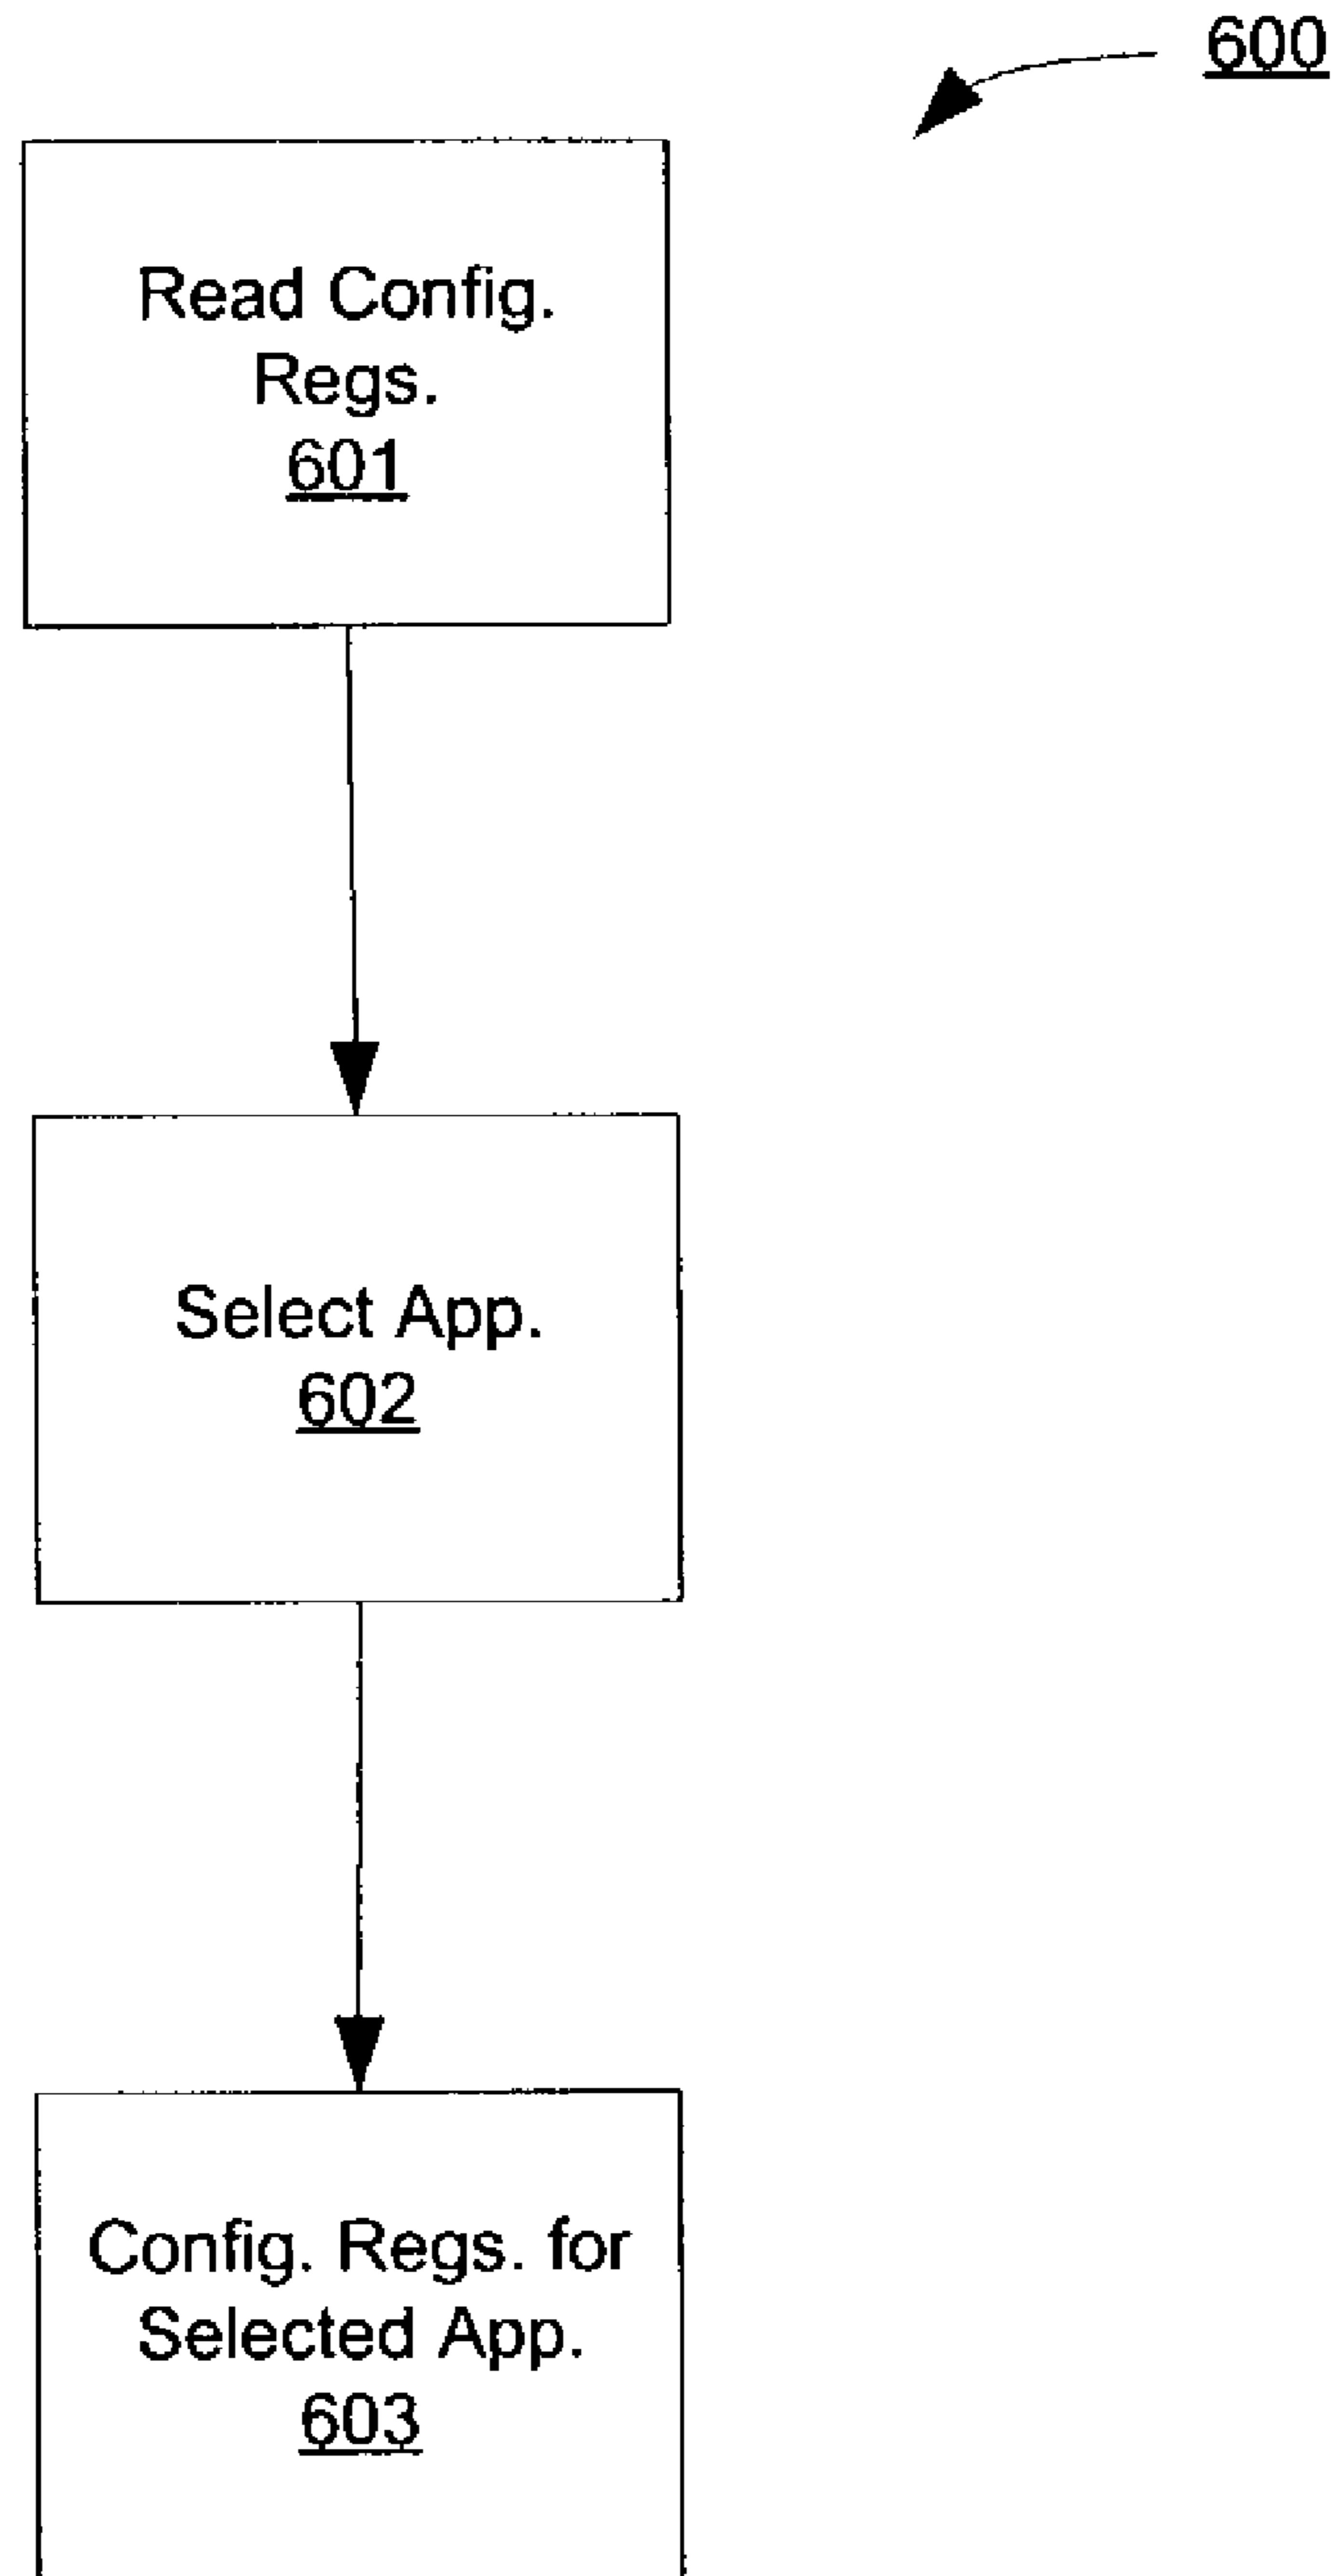 600
Read Config.
Regs.
601
Select App.
602
Config. Regs. for
Selected App.
603